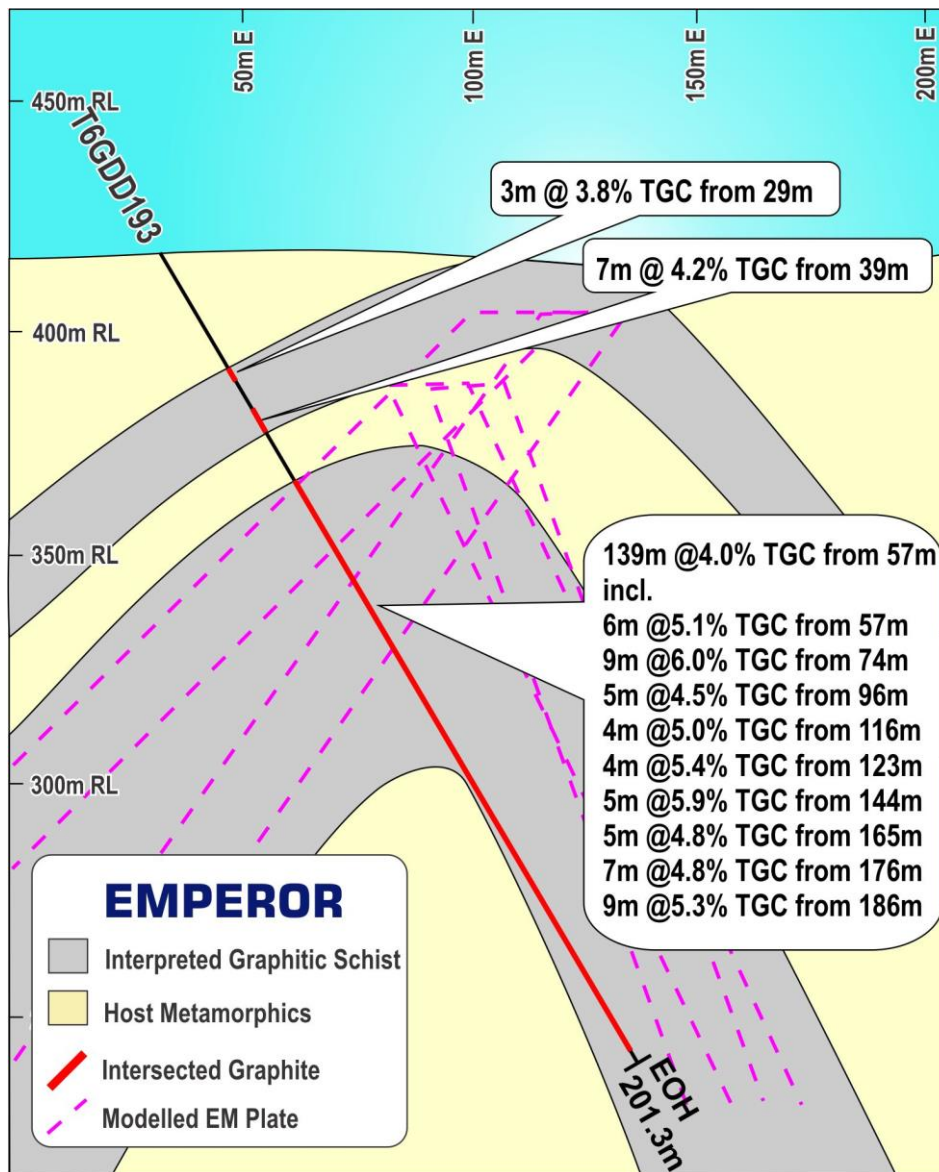 50m E
100m E
150m E
200m E
450m RL
T6GDD193
3m @ 3.8% TGC from 29m
7m @ 4.2% TGC from 39m
400m RL
350m RL
139m @4.0% TGC from 57m
incl.
6m @5.1% TGC from 57m
9m @6.0% TGC from 74m
5m @4.5% TGC from 96m
4m @5.0% TGC from 116m
4m @5.4% TGC from 123m
5m @5.9% TGC from 144m
5m @4.8% TGC from 165m
7m @4.8% TGC from 176m
9m @5.3% TGC from 186m
300m RL
EMPEROR
Interpreted Graphitic Schist
Host Metamorphics
Intersected Graphite
Modelled EM Plate
EOH
201.3m